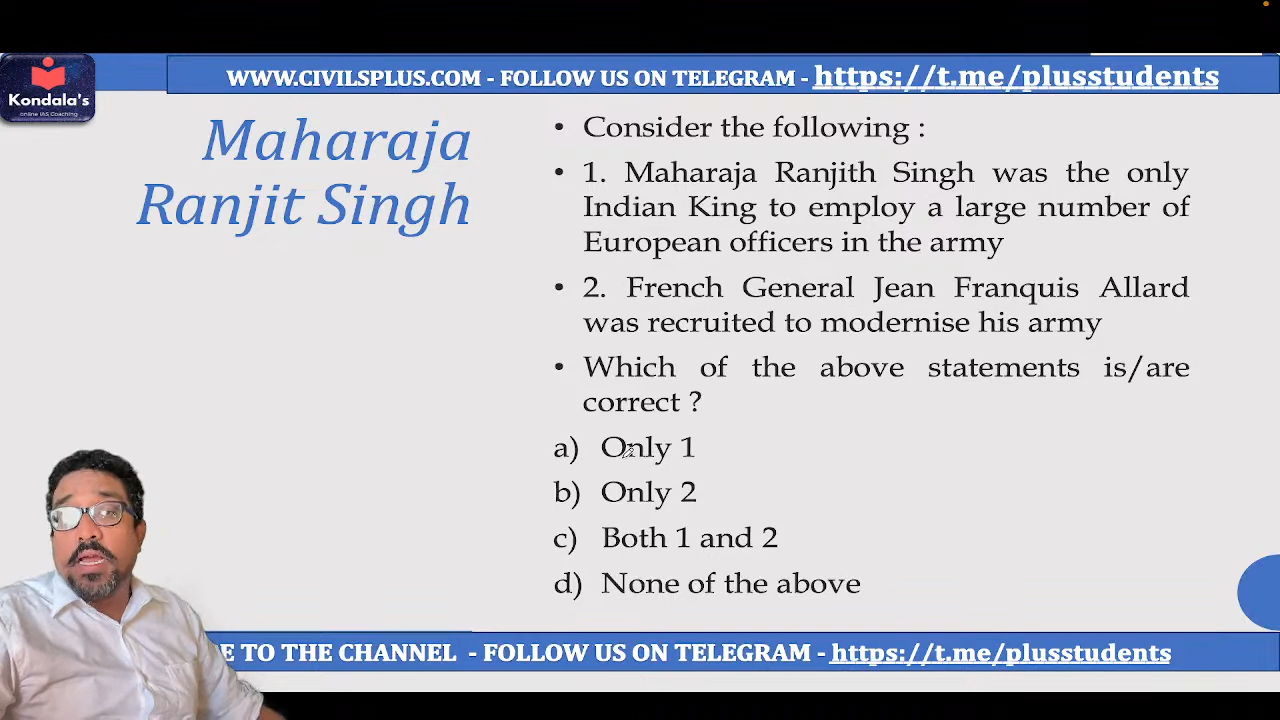 WWW.CIVILSPLUS.COM - FOLLOW US ON TELEGRAM - https://t.me/plusstudents
Kondala's
online IAS Coaching
Maharaja
Ranjit Singh
• Consider the following :
• 1. Maharaja Ranjith Singh was the only
Indian King to employ a large number of
European officers in the army
• 2. French General Jean Franquis Allard
was recruited to modernise his army
• Which of the above statements is/are
correct ?
a) Only 1
b) Only 2
c) Both 1 and 2
d) None of the above
E TO THE CHANNEL - FOLLOW US ON TELEGRAM - https://t.me/plusstudents